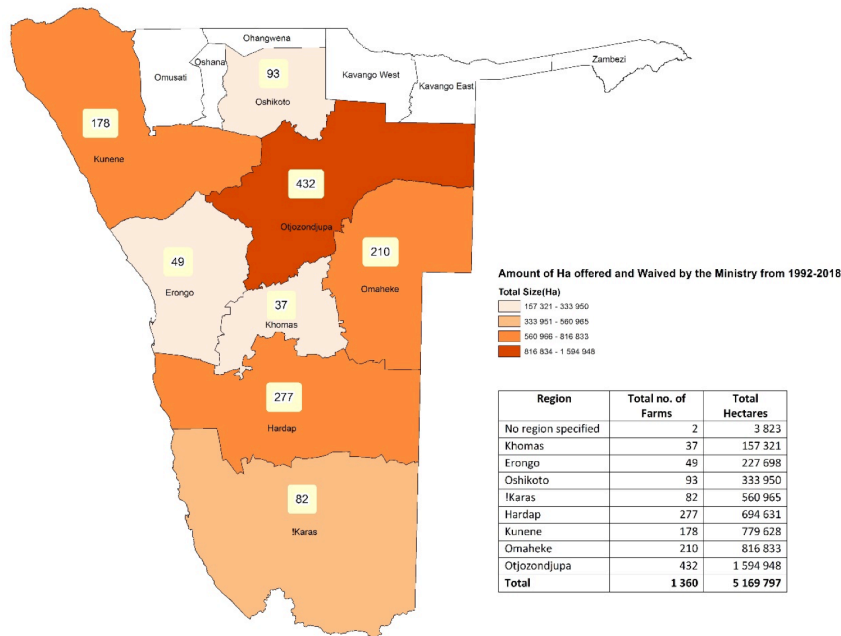 Ohangwena
Oshana
Omusati
93
Oshikoto
Kavango West
Kavango East
Zambezi
178
Kunene
432
Otjozondjupa
210
Omaheke
49
Erongo
37
Khomas
277
Hardap
82
!Karas
Amount of Ha offered and Waived by the Ministry from 1992-2018
Total Size(Ha)
157 321 - 333 950
333 951 - 560 965
560 966 - 816 833
816 834 - 1 594 948
Region Total no. of Farms Total Hectares
No region specified 2 3 823
Khomas 37 157 321
Erongo 49 227 698
Oshikoto 93 333 950
!Karas 82 560 965
Hardap 277 694 631
Kunene 178 779 628
Omaheke 210 816 833
Otjozondjupa 432 1 594 948
Total 1 360 5 169 797